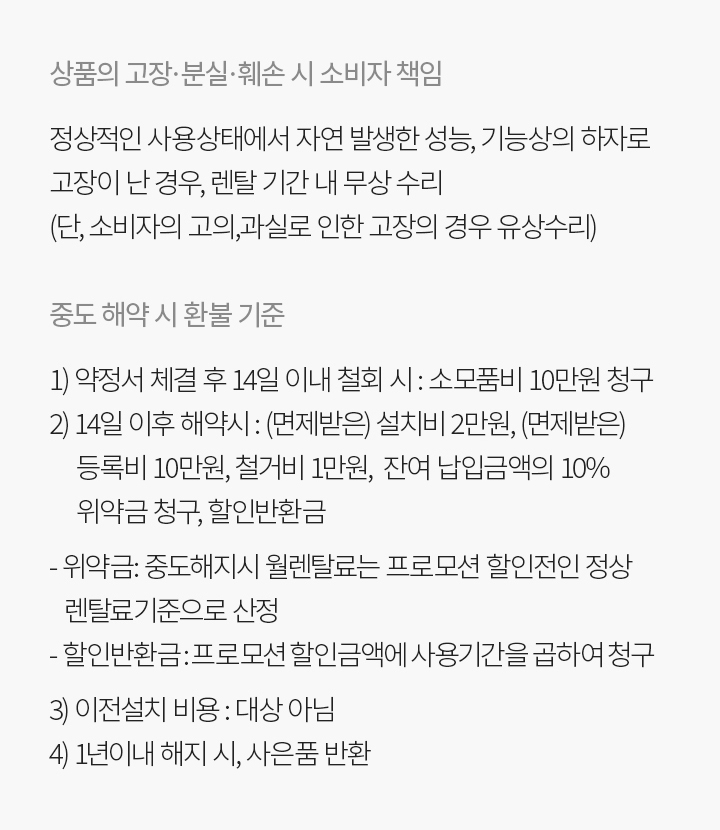 상품의 고장·분실·훼손 시 소비자 책임
정상적인 사용상태에서 자연 발생한 성능, 기능상의 하자로
고장이 난 경우, 렌탈 기간 내 무상 수리
(단, 소비자의 고의,과실로 인한 고장의 경우 유상수리)
중도 해약 시 환불 기준
1) 약정서 체결 후 14일 이내 철회 시 : 소모품비 10만원 청구
2) 14일 이후 해약시 : (면제받은) 설치비 2만원, (면제받은)
등록비 10만원, 철거비 1만원, 잔여 납입금액의 10%
위약금 청구, 할인반환금
- 위약금: 중도해지시 월렌탈료는 프로모션 할인전인 정상
렌탈료기준으로 산정
- 할인반환금 : 프로모션 할인금액에 사용기간을 곱하여 청구
3) 이전설치 비용 : 대상 아님
4) 1년이내 해지 시, 사은품 반환